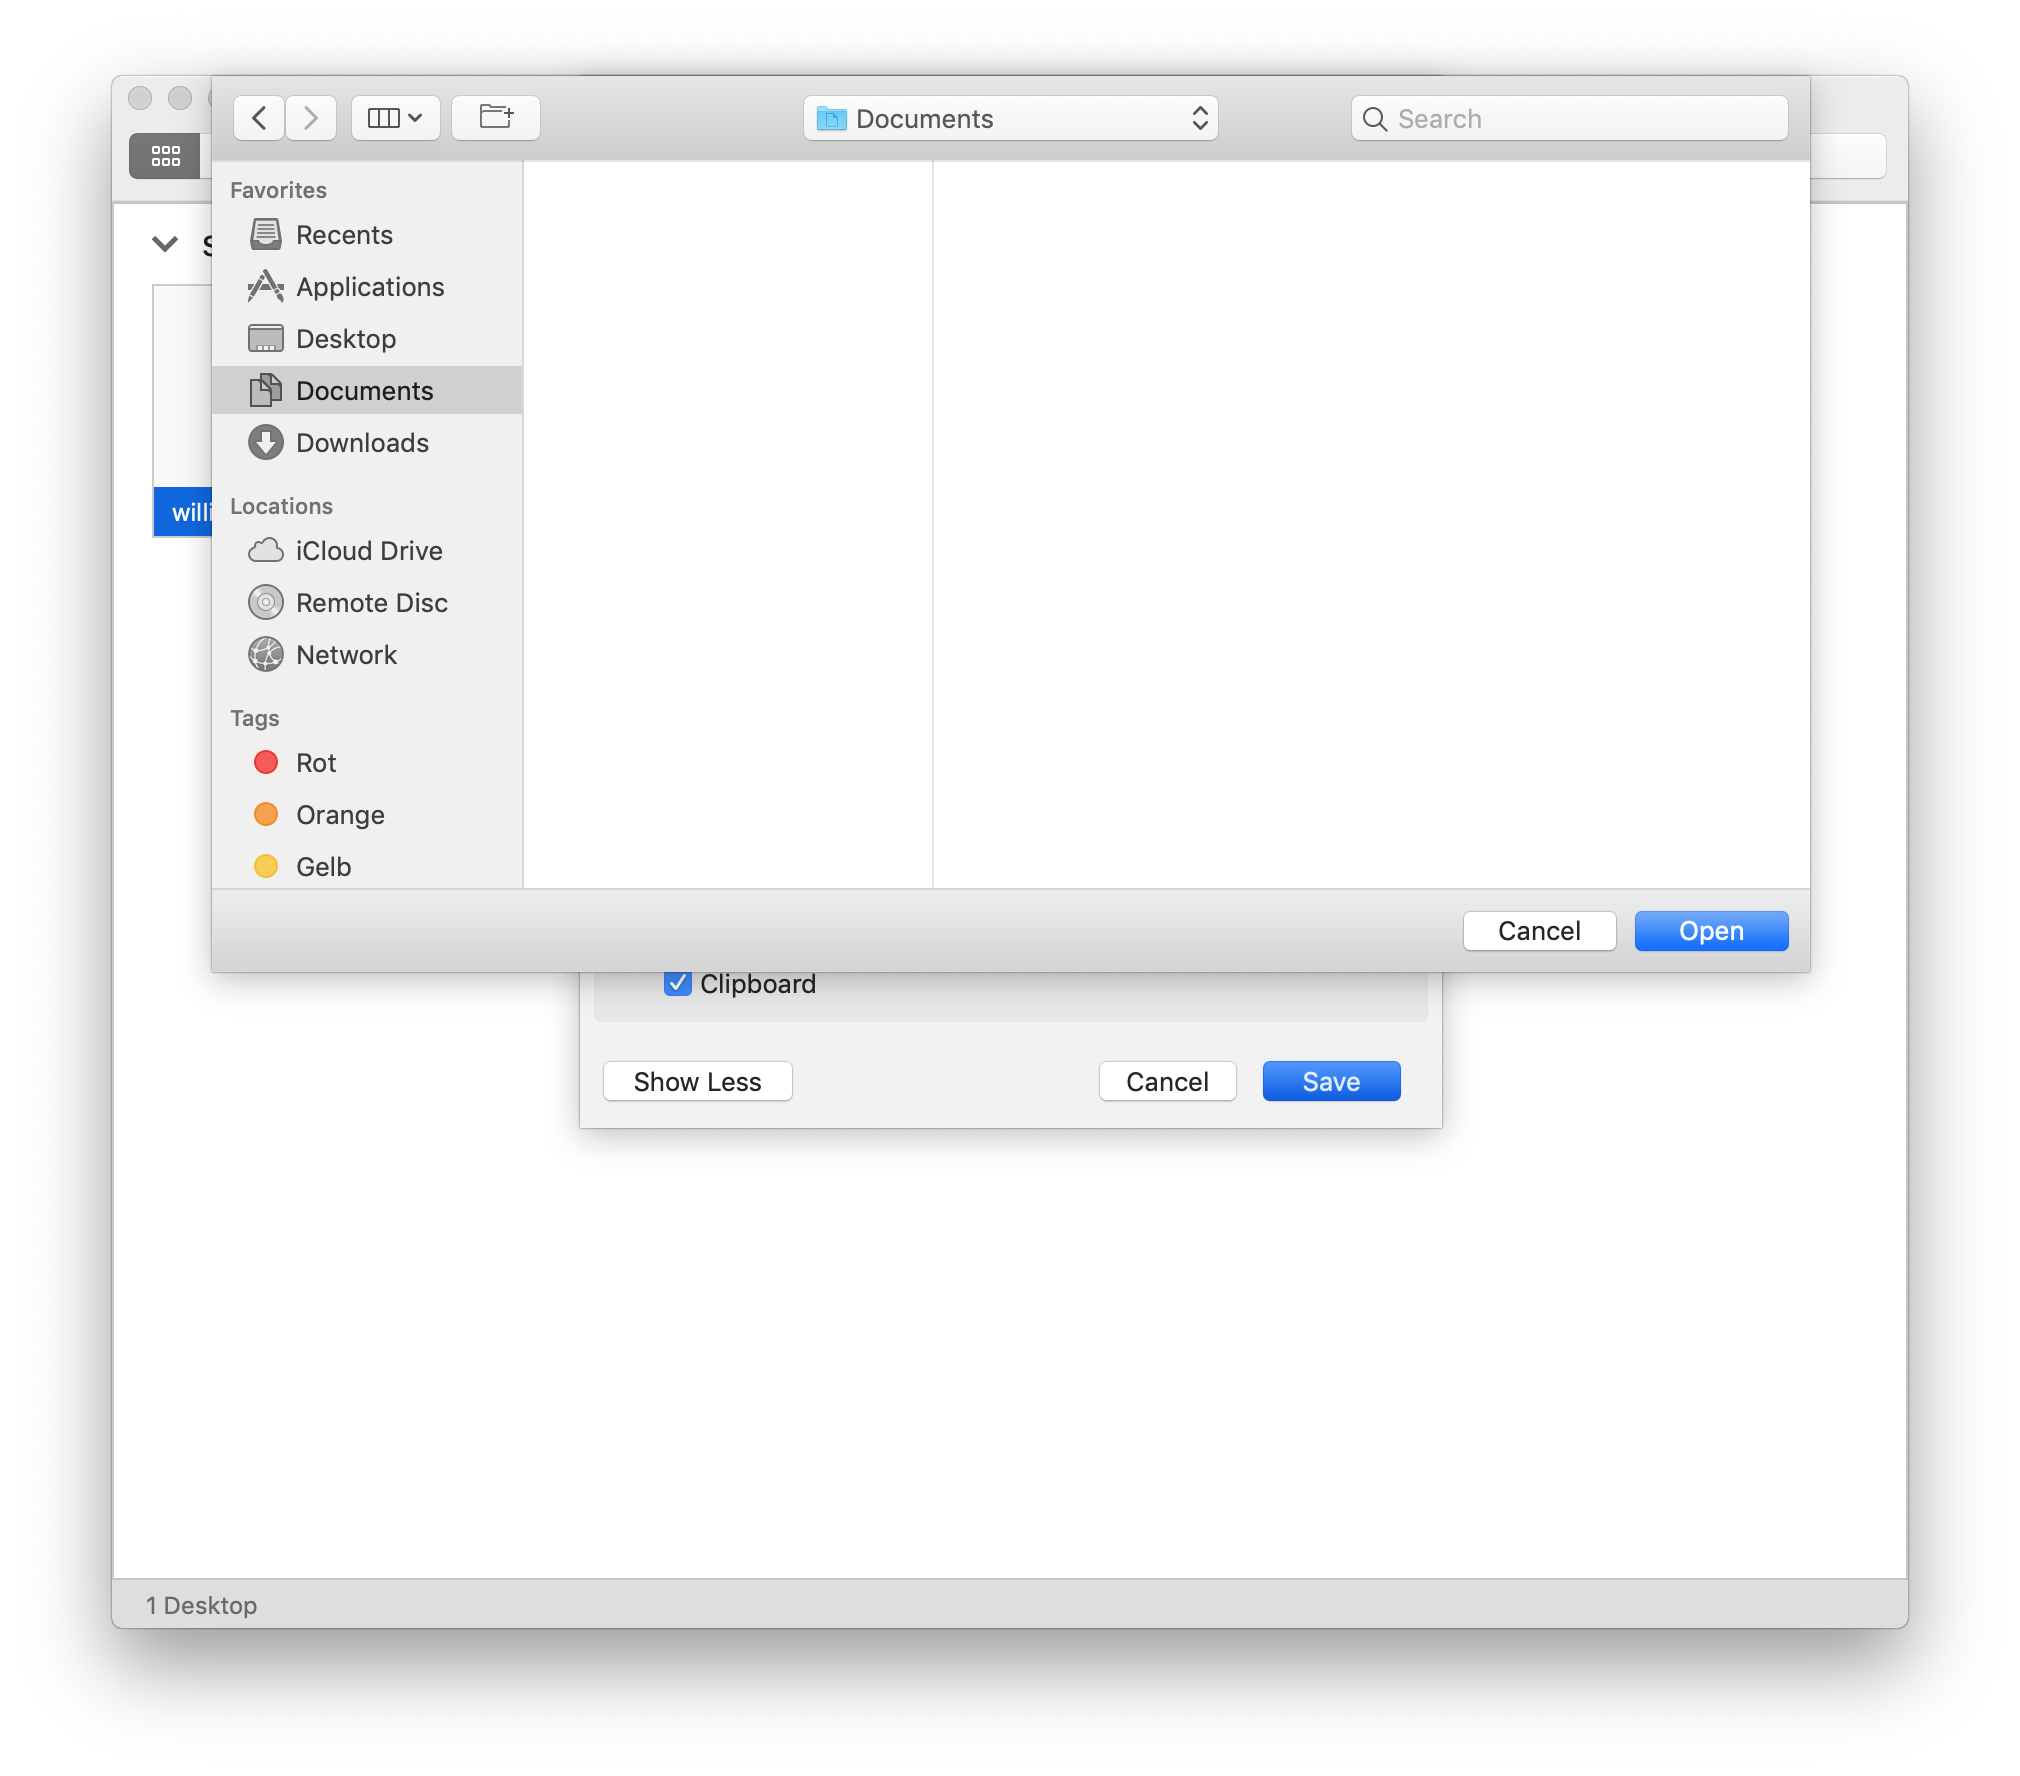 Documents
Search
Favorites
Recents
Applications
Desktop
Documents
Downloads
Locations
iCloud Drive
Remote Disc
Network
Tags
Rot
Orange
Gelb
Cancel
Open
Clipboard
Show Less
Cancel
Save
1 Desktop